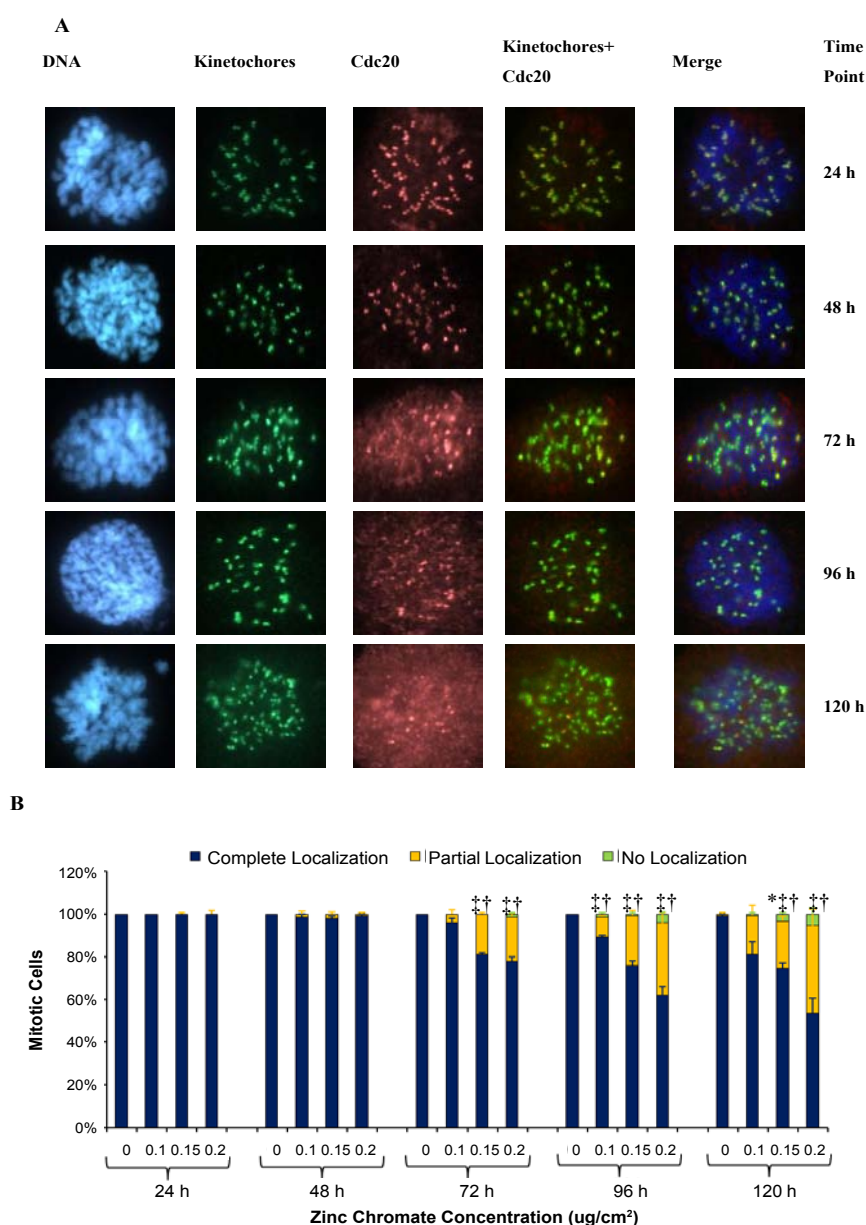 A
DNA Kinetochores Cdc20 Kinetochores+ Cdc20 Merge Time Point
24 h
48 h
72 h
96 h
120 h
B
Complete Localization Partial Localization No Localization
120%
100%
80%
60%
40%
20%
0%
Mitotic Cells
‡† ‡† ‡† ‡† ‡† *‡† ‡†
0 0.1 0.15 0.2 0 0.1 0.15 0.2 0 0.1 0.15 0.2 0 0.1 0.15 0.2 0 0.1 0.15 0.2
24 h 48 h 72 h 96 h 120 h
Zinc Chromate Concentration (ug/cm²)